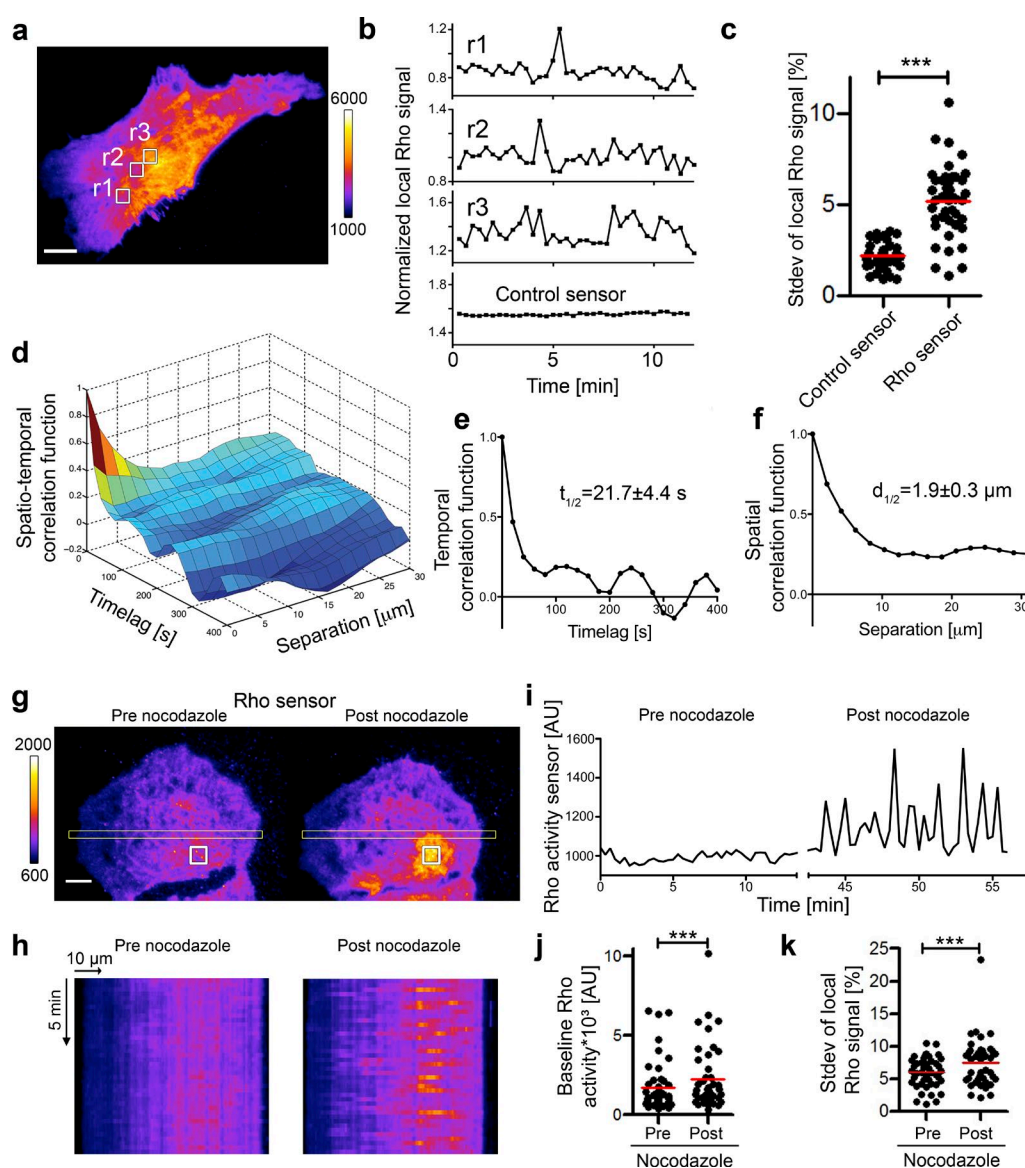 a
6000
1000
r3
r2
r1
b
Normalized local Rho signal
1.2
0.8
r1
1.4
0.8
r2
1.6
1.3
r3
1.6
1.4
Control sensor
0
5
10
Time [min]
c
***
Stdev of local Rho signal [%]
10
5
0
Control sensor
Rho sensor
d
Spatio-temporal
correlation function
1
0.8
0.6
0.4
0.2
0
-0.2
0
100
200
300
400
Timelag [s]
0
5
10
15
20
25
30
Separation [μm]
e
Temporal
correlation function
1.0
0.5
0.0
t1/2=21.7±4.4 s
100
200
300
400
Timelag [s]
f
Spatial
correlation function
1.0
0.5
0.0
d1/2=1.9±0.3 μm
10
20
30
Separation [μm]
g
Rho sensor
Pre nocodazole
Post nocodazole
2000
600
h
Pre nocodazole
Post nocodazole
10 μm
5 min
i
Rho activity sensor [AU]
Pre nocodazole
Post nocodazole
1600
1400
1200
1000
0
5
10
45
50
55
Time [min]
j
***
Baseline Rho
activity*10³ [AU]
10
5
0
Pre
Post
Nocodazole
k
***
Stdev of local
Rho signal [%]
25
20
15
10
5
0
Pre
Post
Nocodazole